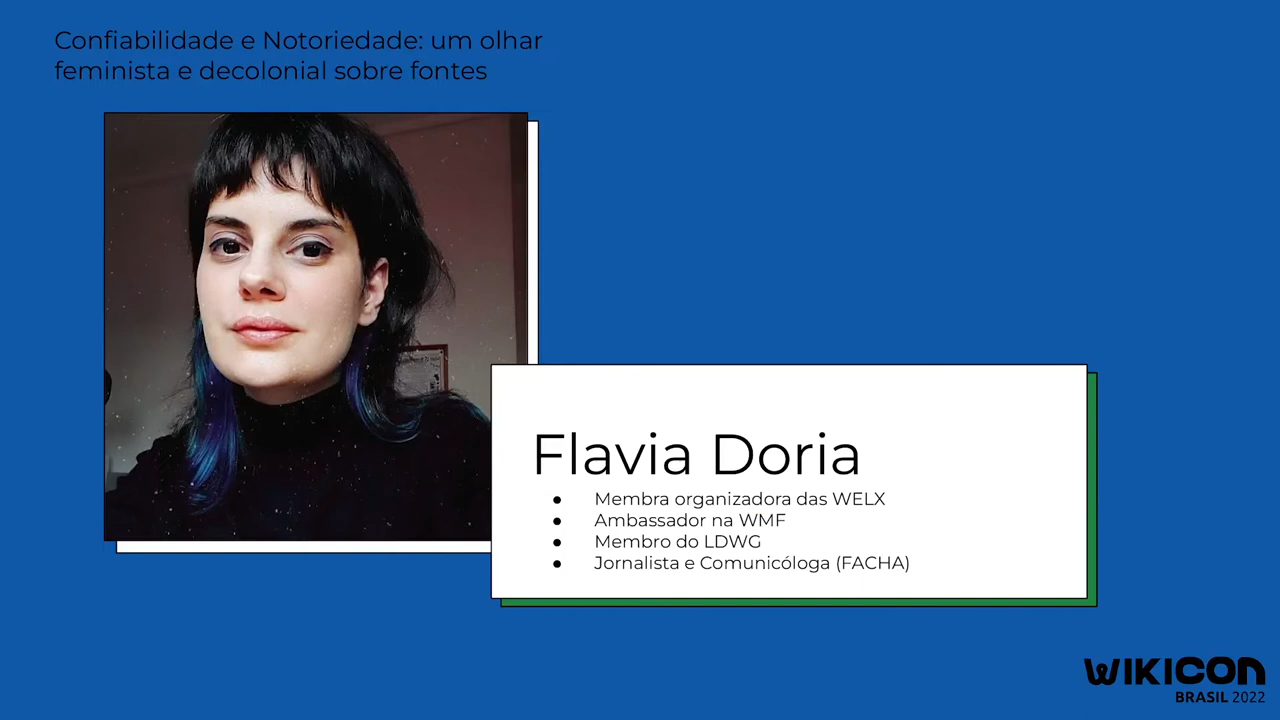 Confiabilidade e Notoriedade: um olhar
feminista e decolonial sobre fontes
Flavia Doria
● Membra organizadora das WELX
● Ambassador na WMF
● Membro do LDWG
● Jornalista e Comunicóloga (FACHA)
WIKICON
BRASIL 2022